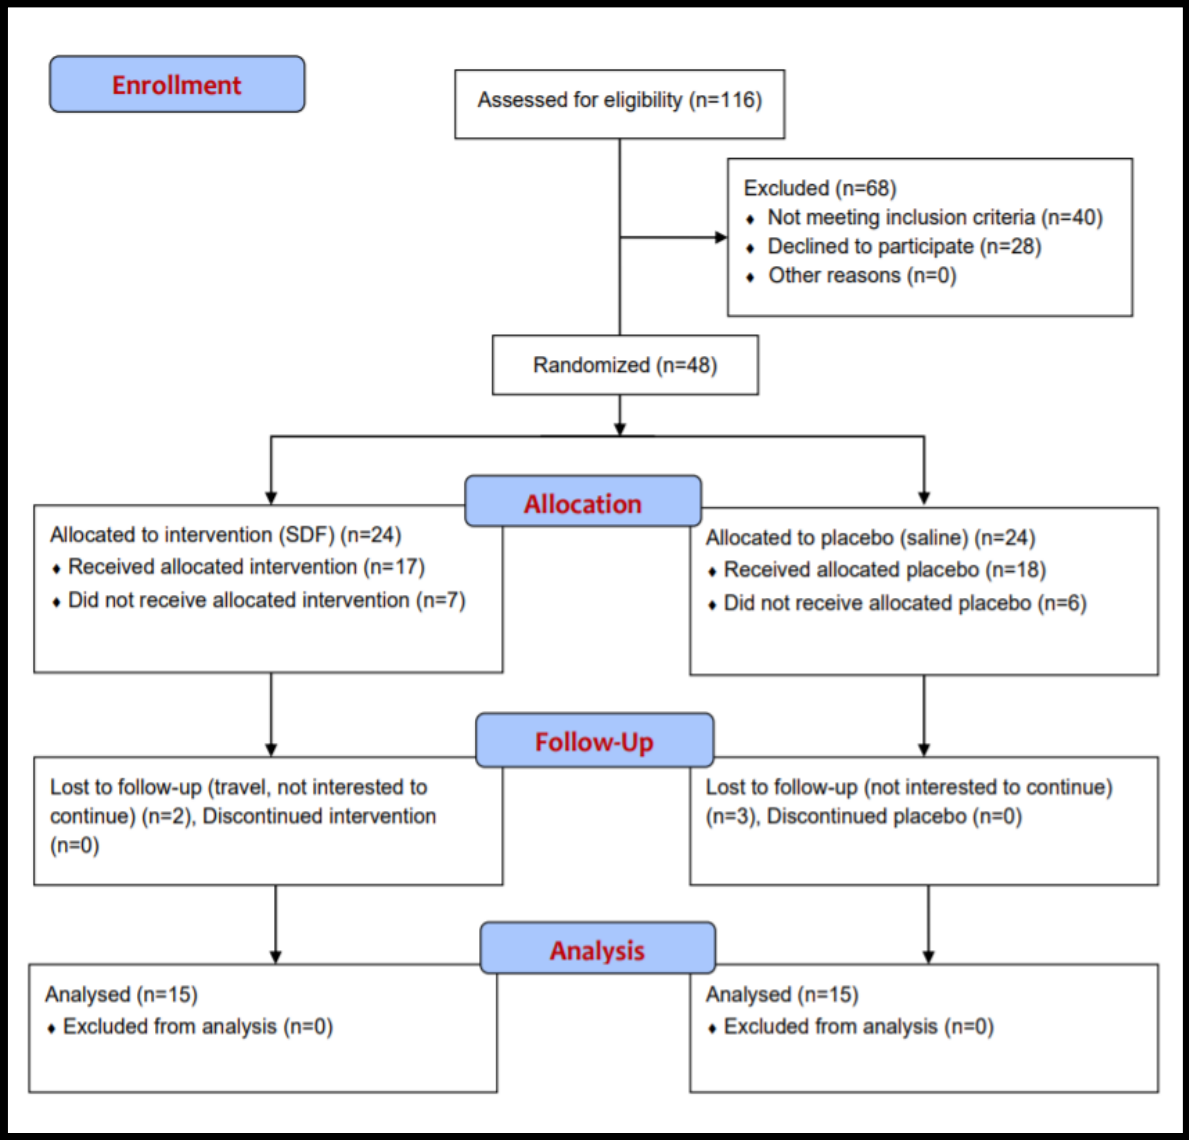 Enrollment
Assessed for eligibility (n=116)
Excluded (n=68)
♦ Not meeting inclusion criteria (n=40)
♦ Declined to participate (n=28)
♦ Other reasons (n=0)
Randomized (n=48)
Allocation
Allocated to intervention (SDF) (n=24)
♦ Received allocated intervention (n=17)
♦ Did not receive allocated intervention (n=7)
Allocated to placebo (saline) (n=24)
♦ Received allocated placebo (n=18)
♦ Did not receive allocated placebo (n=6)
Follow-Up
Lost to follow-up (travel, not interested to
continue) (n=2), Discontinued intervention
(n=0)
Lost to follow-up (not interested to continue)
(n=3), Discontinued placebo (n=0)
Analysis
Analysed (n=15)
♦ Excluded from analysis (n=0)
Analysed (n=15)
♦ Excluded from analysis (n=0)